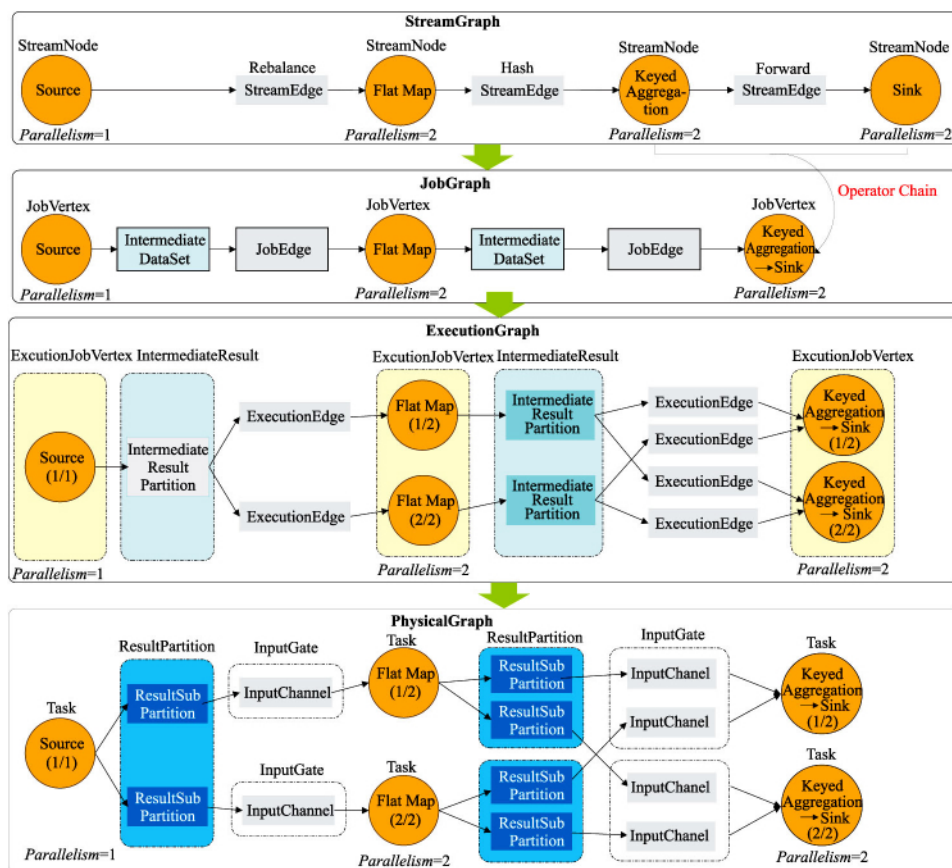 StreamGraph
StreamNode
StreamNode
StreamNode
StreamNode
Source
Rebalance
StreamEdge
Flat Map
Hash
StreamEdge
Keyed
Aggrega-
tion
Forward
StreamEdge
Sink
Parallelism=1
Parallelism=2
Parallelism=2
Parallelism=2
JobGraph
Operator Chain
JobVertex
JobVertex
JobVertex
Source
Intermediate
DataSet
JobEdge
Flat Map
Intermediate
DataSet
JobEdge
Keyed
Aggregation
Sink
Parallelism=1
Parallelism=2
Parallelism=2
ExecutionGraph
ExcutionJobVertex
IntermediateResult
ExcutionJobVertex
IntermediateResult
ExcutionJobVertex
Source
(1/1)
Intermediate
Result
Partition
ExecutionEdge
ExecutionEdge
Flat Map
(1/2)
Flat Map
(2/2)
Intermediate
Result
Partition
Intermediate
Result
Partition
ExecutionEdge
ExecutionEdge
ExecutionEdge
ExecutionEdge
Keyed
Aggregation
Sink
(1/2)
Keyed
Aggregation
Sink
(2/2)
Parallelism=1
Parallelism=2
Parallelism=2
PhysicalGraph
Task
Source
(1/1)
ResultPartition
ResultSub
Partition
ResultSub
Partition
InputGate
InputChannel
InputGate
InputChannel
Task
Flat Map
(1/2)
Task
Flat Map
(2/2)
ResultPartition
ResultSub
Partition
ResultSub
Partition
ResultSub
Partition
ResultSub
Partition
InputGate
InputChannel
InputChanel
InputChanel
InputChanel
Task
Keyed
Aggregation
Sink
(1/2)
Task
Keyed
Aggregation
Sink
(2/2)
Parallelism=1
Parallelism=2
Parallelism=2